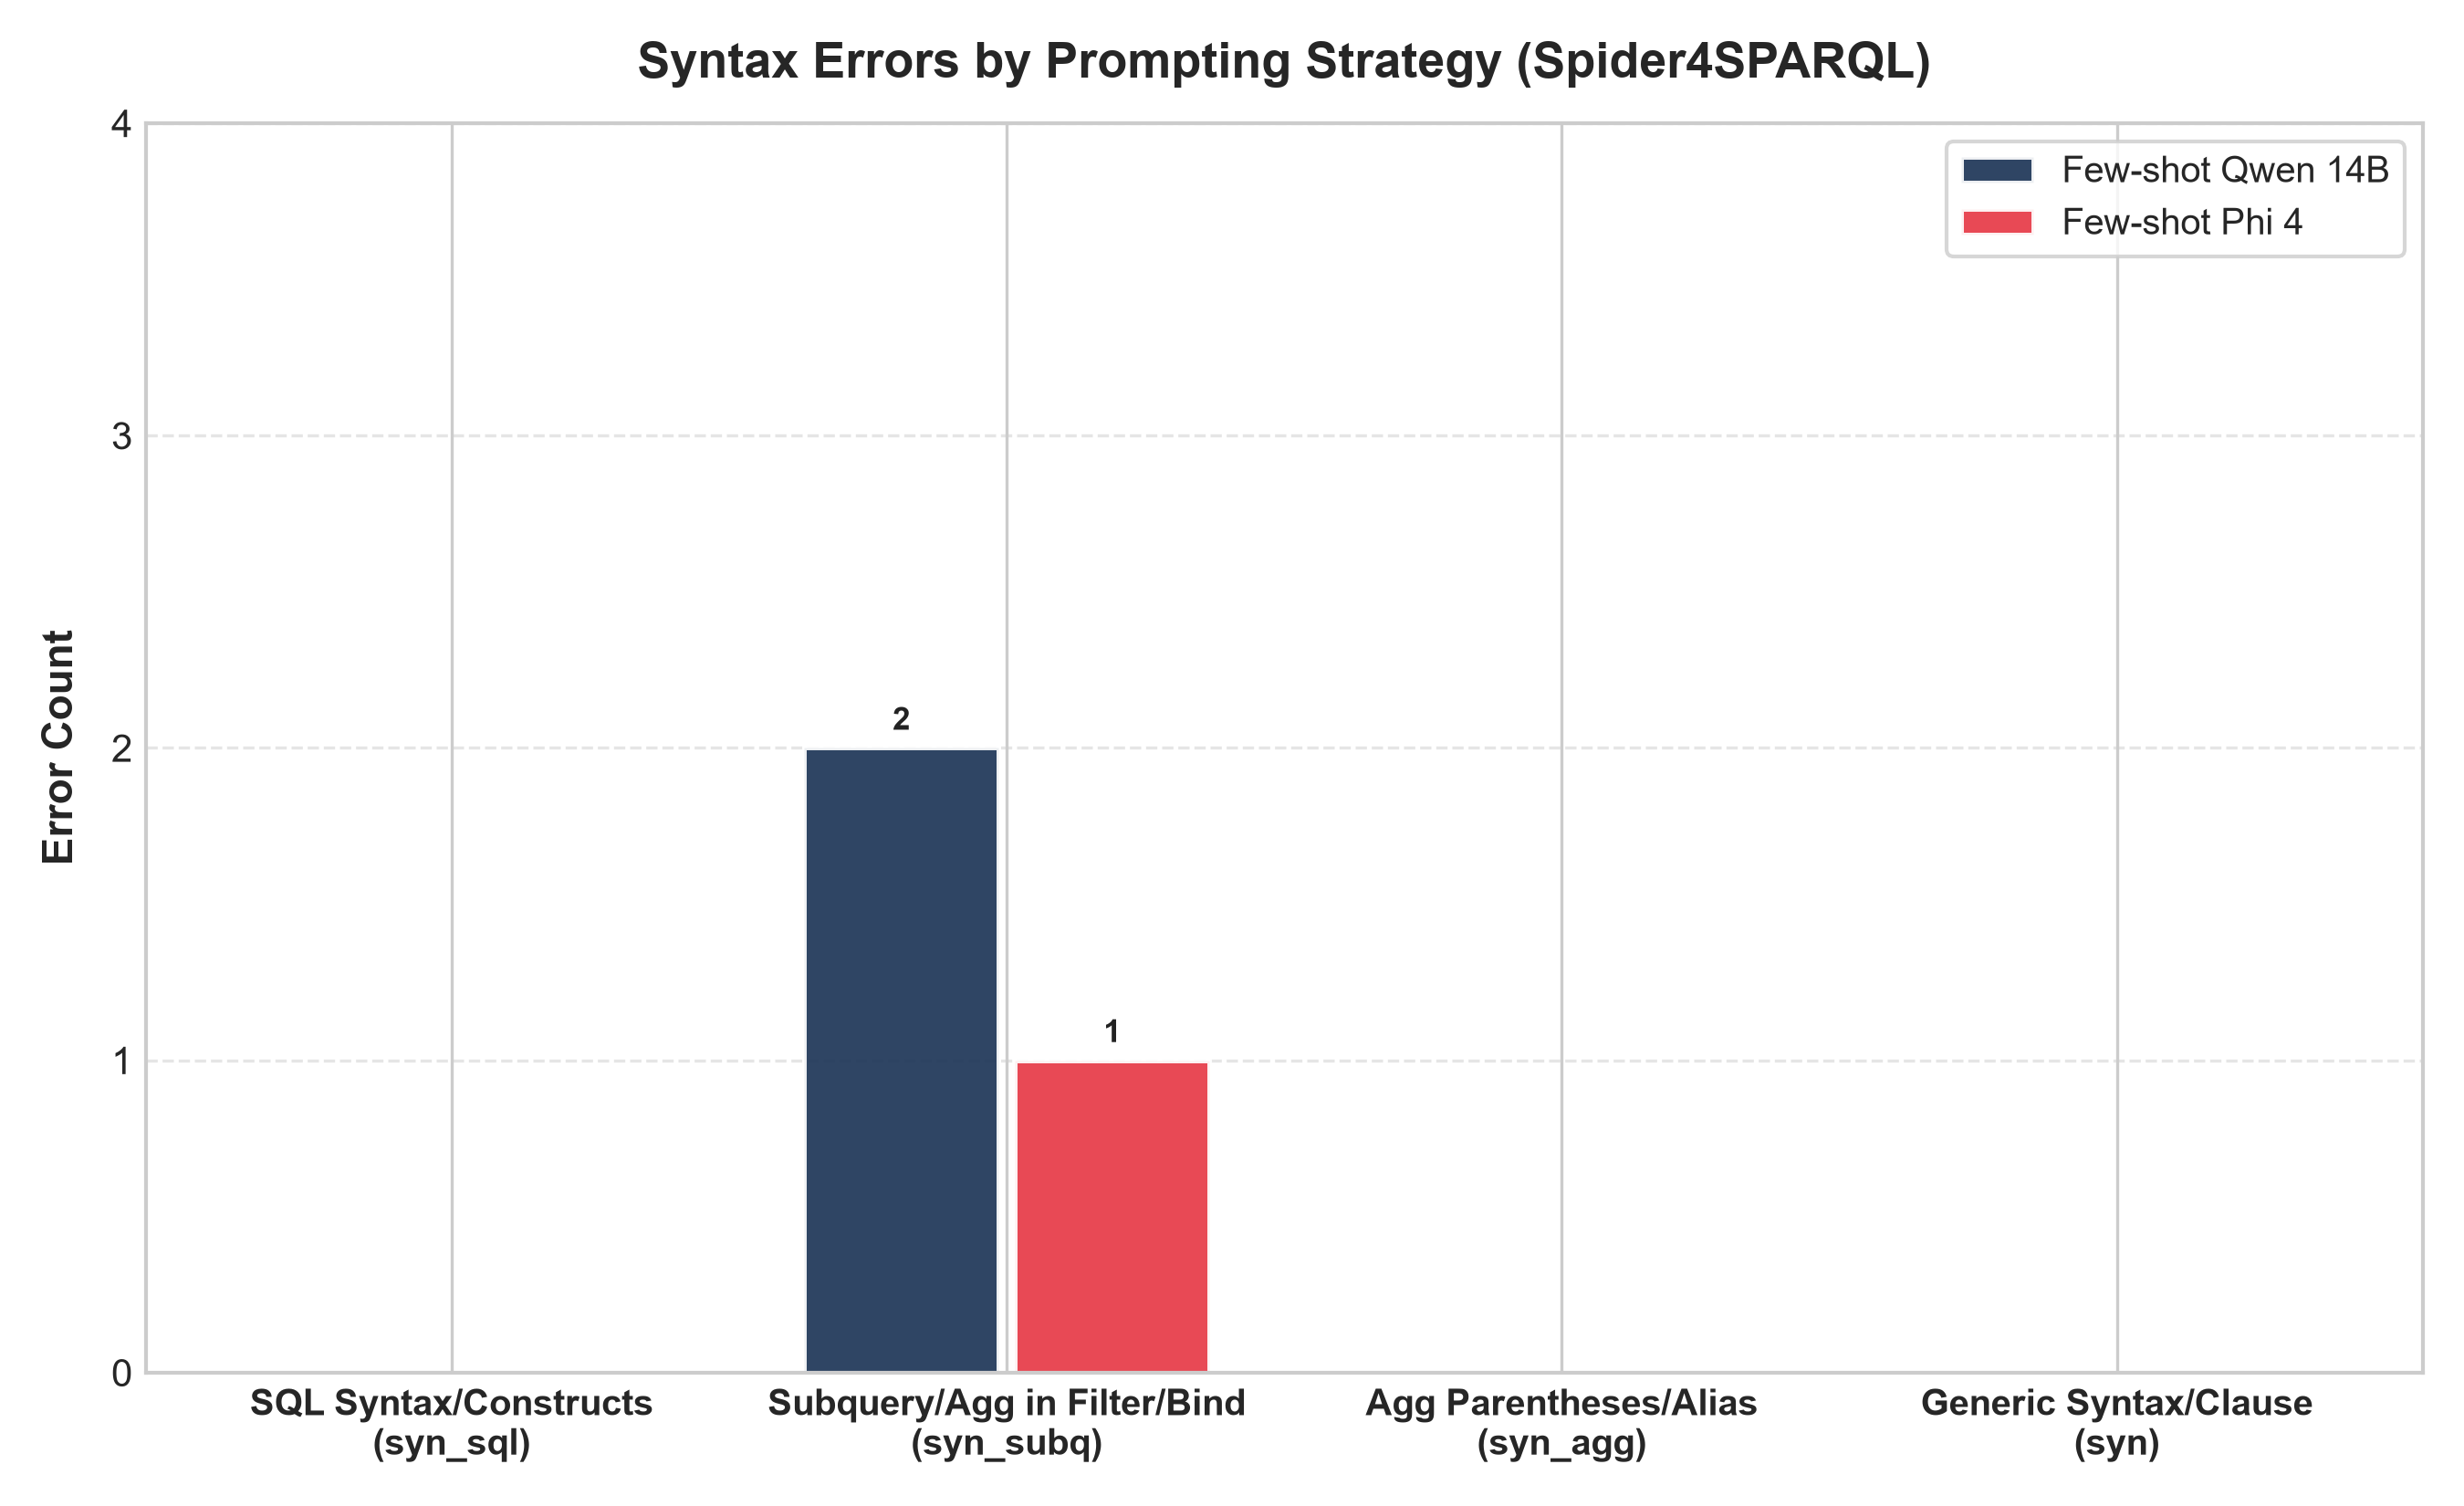 Syntax Errors by Prompting Strategy (Spider4SPARQL)
Few-shot Qwen 14B
Few-shot Phi 4
Error Count
4
3
2
1
0
2
1
SQL Syntax/Constructs
(syn_sql)
Subquery/Agg in Filter/Bind
(syn_subq)
Agg Parentheses/Alias
(syn_agg)
Generic Syntax/Clause
(syn)